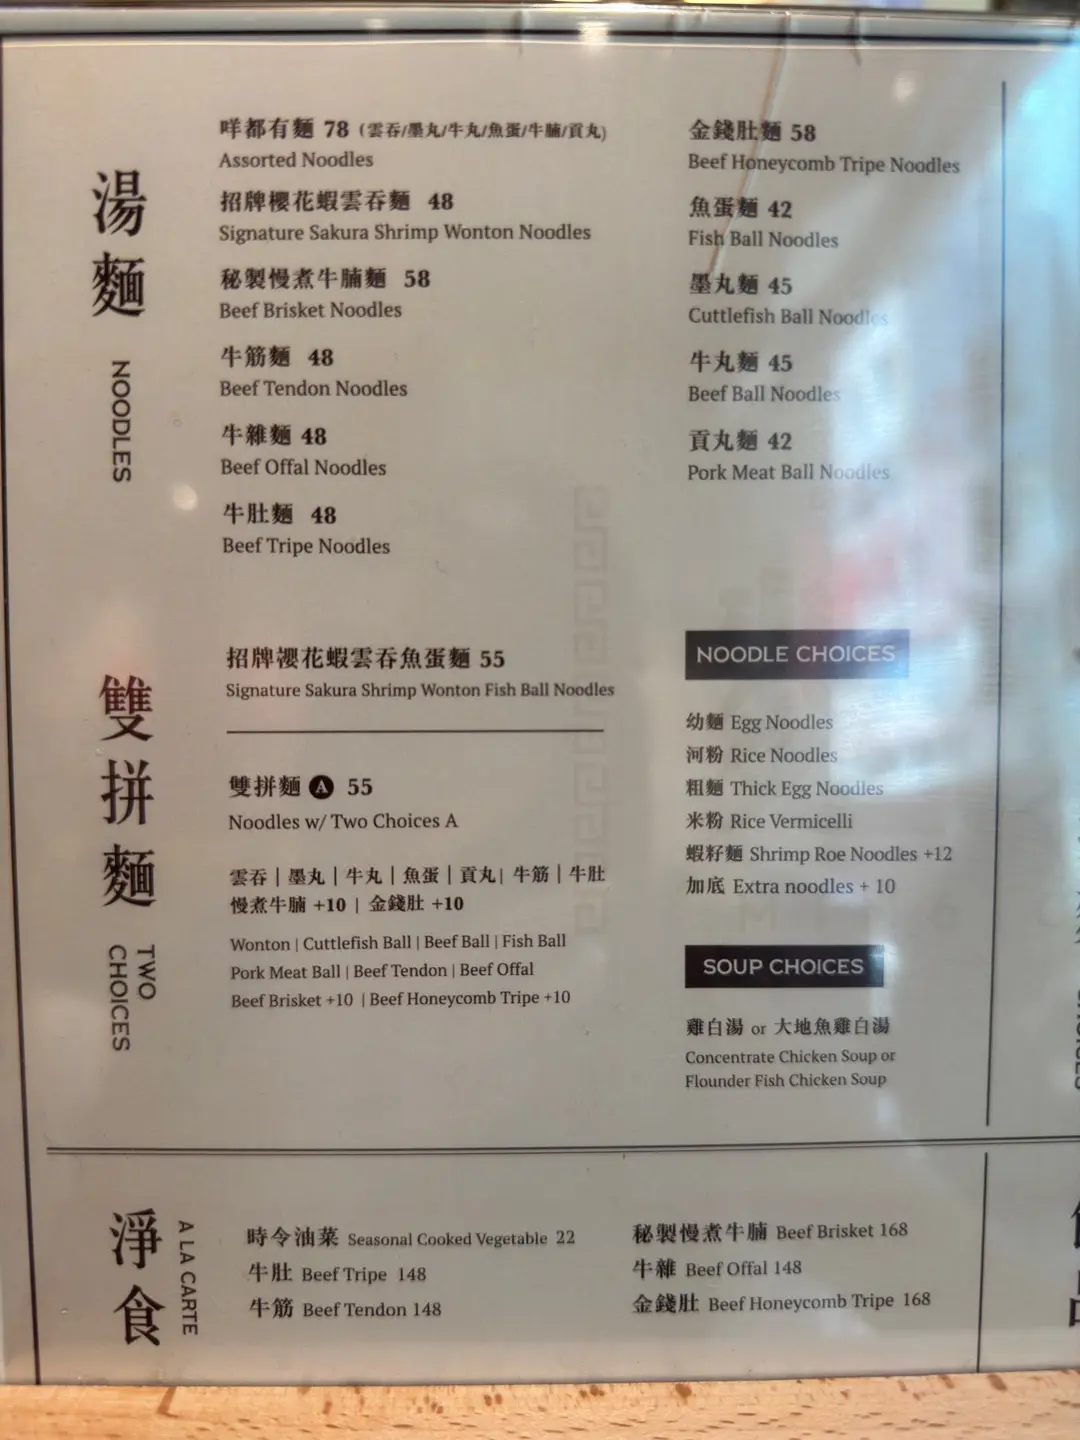 湯麵
NOODLES
咩都有麵 78 (雲吞/墨丸/牛丸/魚蛋/牛腩/貢丸)
Assorted Noodles
招牌櫻花蝦雲吞麵 48
Signature Sakura Shrimp Wonton Noodles
秘製慢煮牛腩麵 58
Beef Brisket Noodles
牛筋麵 48
Beef Tendon Noodles
牛雜麵 48
Beef Offal Noodles
牛肚麵 48
Beef Tripe Noodles
金錢肚麵 58
Beef Honeycomb Tripe Noodles
魚蛋麵 42
Fish Ball Noodles
墨丸麵 45
Cuttlefish Ball Noodles
牛丸麵 45
Beef Ball Noodles
貢丸麵 42
Pork Meat Ball Noodles
雙拼麵
TWO
CHOICES
招牌櫻花蝦雲吞魚蛋麵 55
Signature Sakura Shrimp Wonton Fish Ball Noodles
雙拼麵 A 55
Noodles w/ Two Choices A
雲吞 | 墨丸 | 牛丸 | 魚蛋 | 貢丸 | 牛筋 | 牛肚
慢煮牛腩 +10 | 金錢肚 +10
Wonton | Cuttlefish Ball | Beef Ball | Fish Ball
Pork Meat Ball | Beef Tendon | Beef Offal
Beef Brisket +10 | Beef Honeycomb Tripe +10
NOODLE CHOICES
幼麵 Egg Noodles
河粉 Rice Noodles
粗麵 Thick Egg Noodles
米粉 Rice Vermicelli
蝦籽麵 Shrimp Roe Noodles +12
加底 Extra noodles + 10
SOUP CHOICES
雞白湯 or 大地魚雞白湯
Concentrate Chicken Soup or
Flounder Fish Chicken Soup
淨食
A LA CARTE
時令油菜 Seasonal Cooked Vegetable 22
牛肚 Beef Tripe 148
牛筋 Beef Tendon 148
秘製慢煮牛腩 Beef Brisket 168
牛雜 Beef Offal 148
金錢肚 Beef Honeycomb Tripe 168